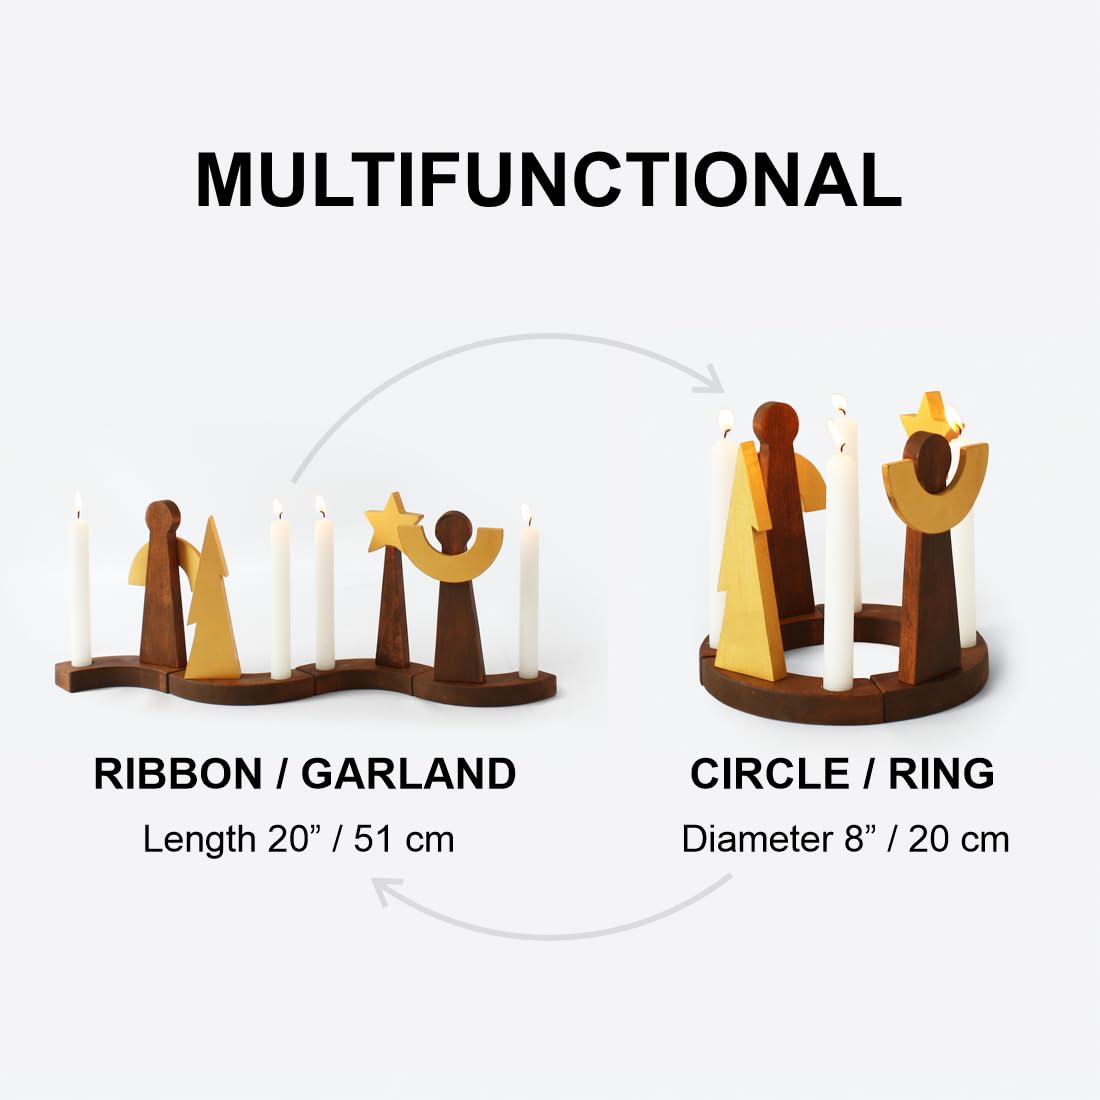 MULTIFUNCTIONAL
RIBBON / GARLAND
Length 20” / 51 cm
CIRCLE / RING
Diameter 8” / 20 cm